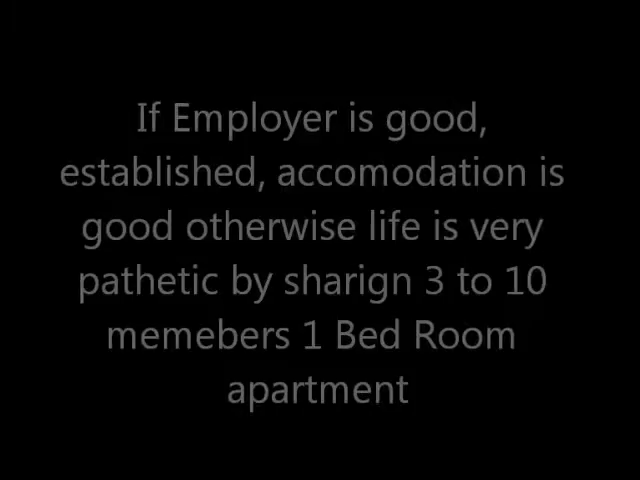 If Employer is good,
established, accomodation is
good otherwise life is very
pathetic by sharign 3 to 10
memebers 1 Bed Room
apartment